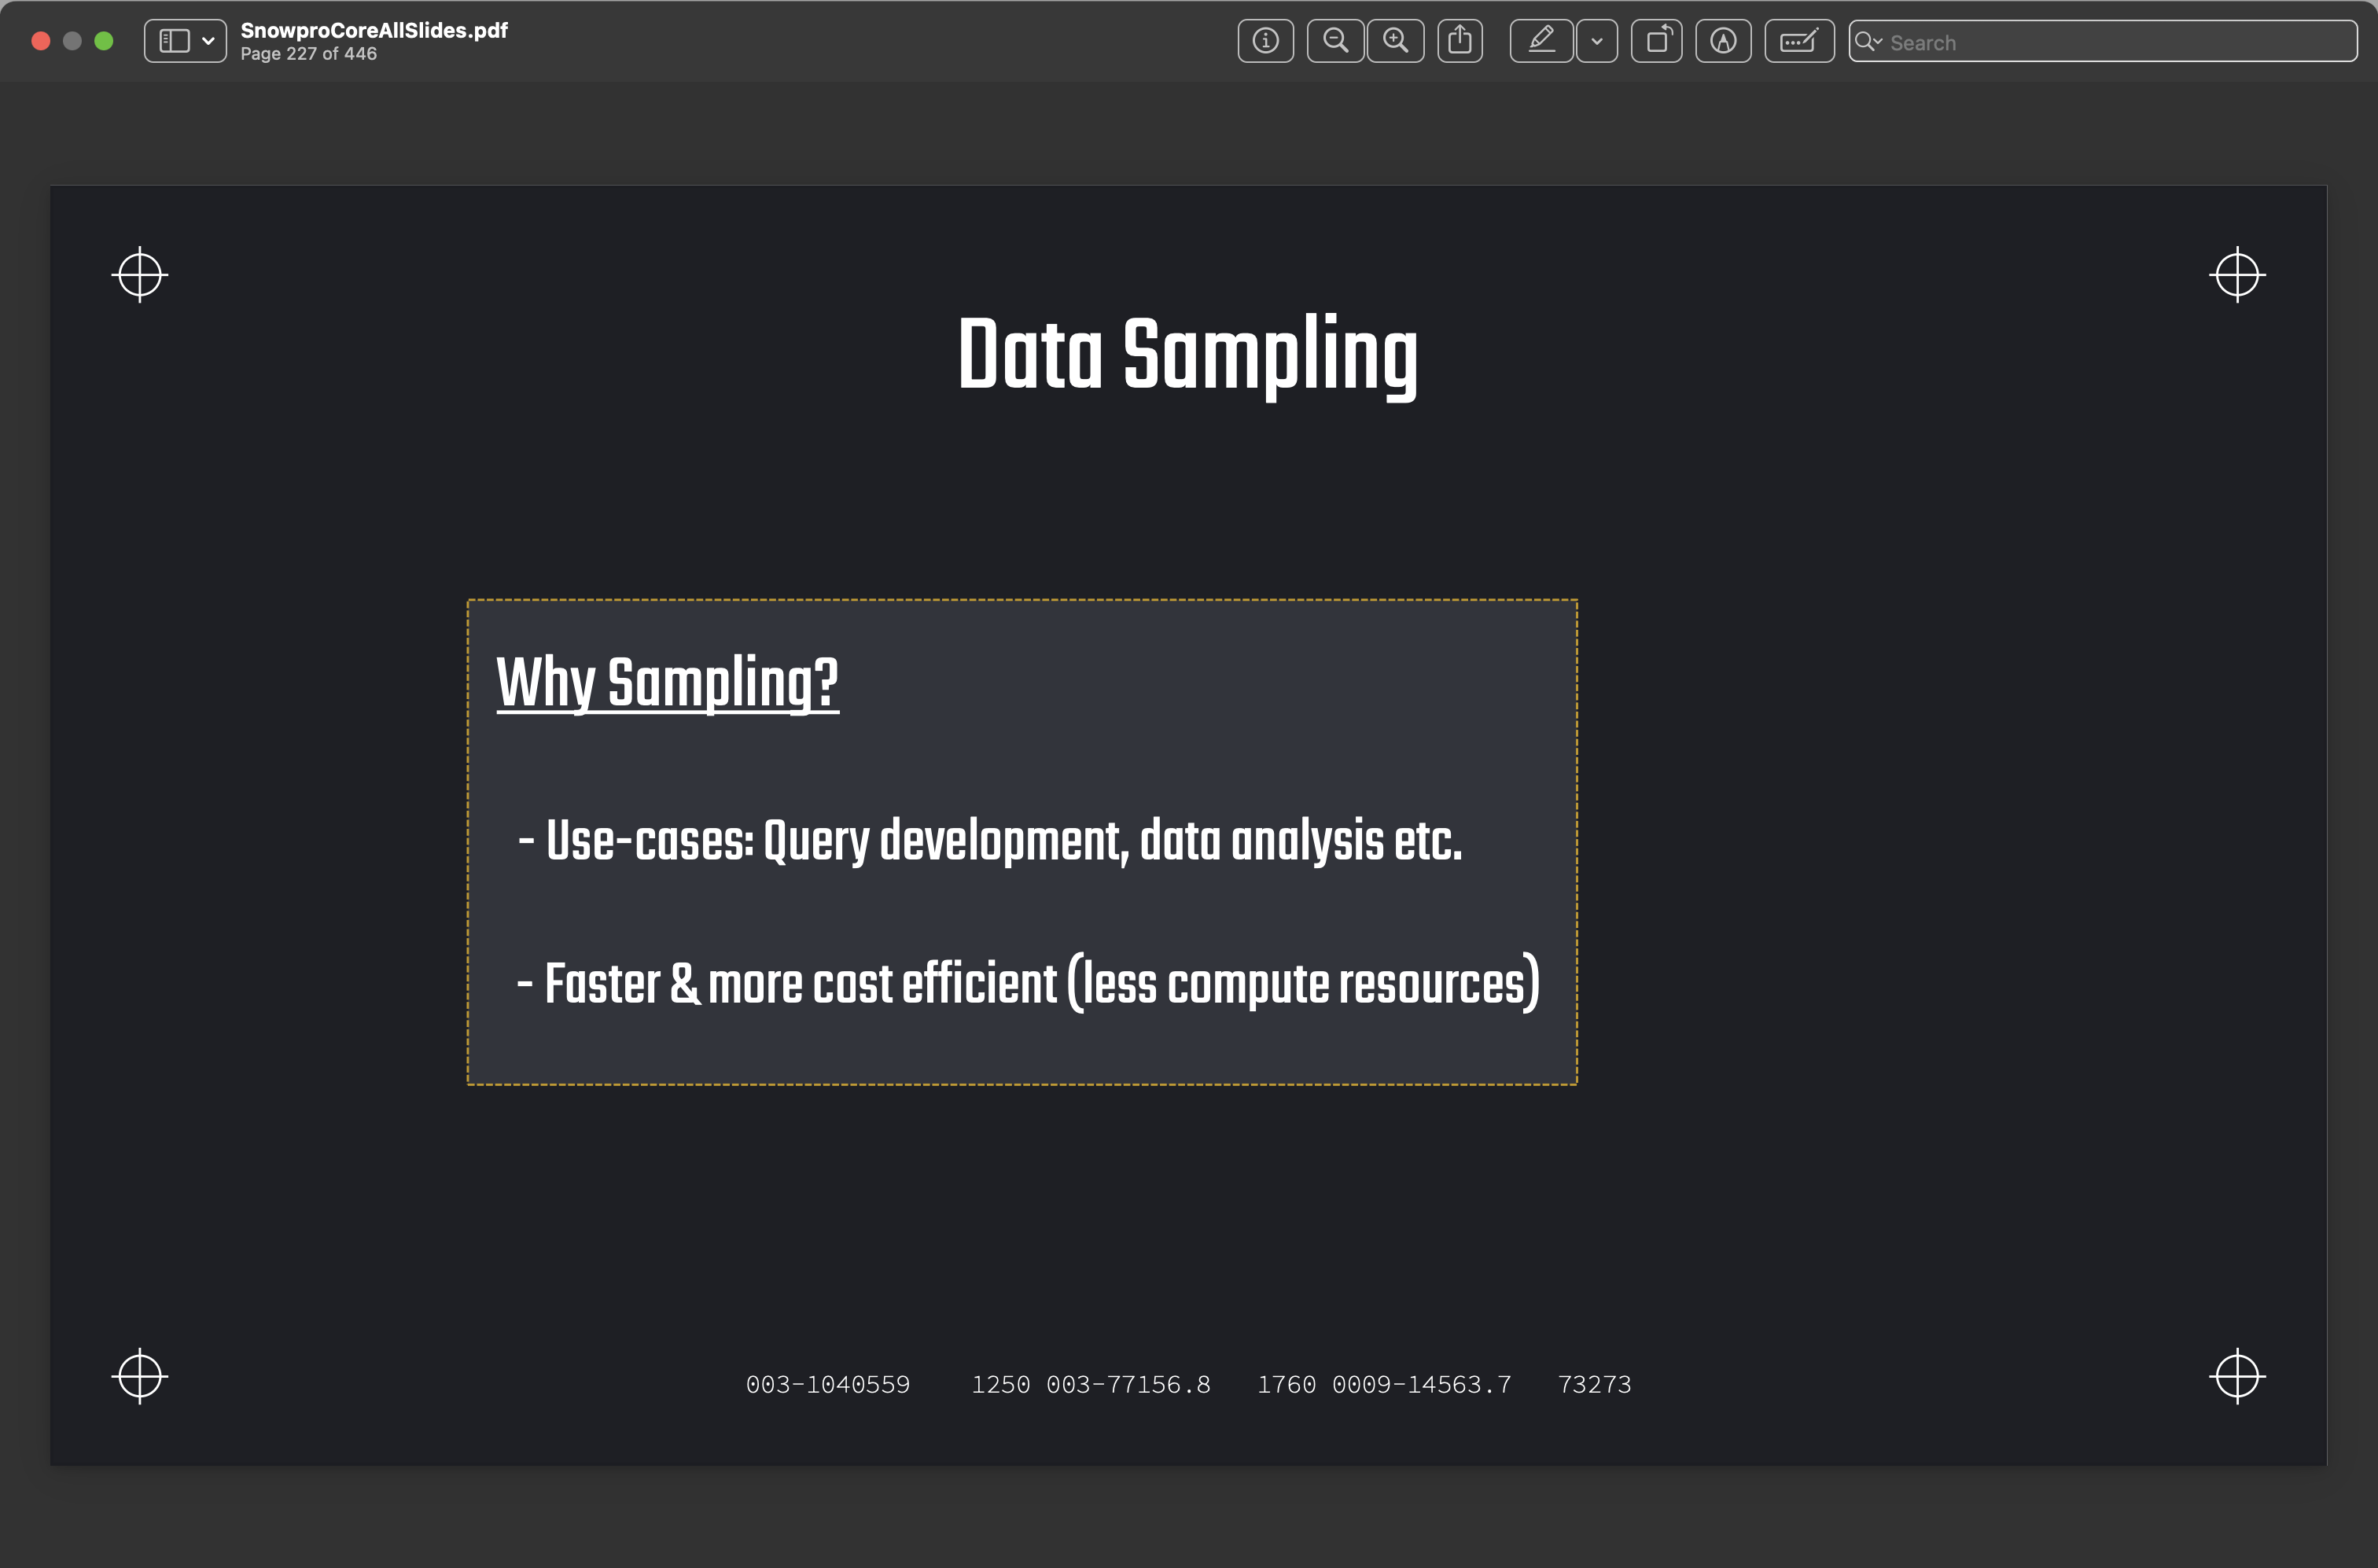 SnowproCoreAllSlides.pdf
Page 227 of 446
Search
Data Sampling
Why Sampling?
- Use-cases: Query development, data analysis etc.
- Faster & more cost efficient (less compute resources)
003-1040559 1250 003-77156.8 1760 0009-14563.7 73273